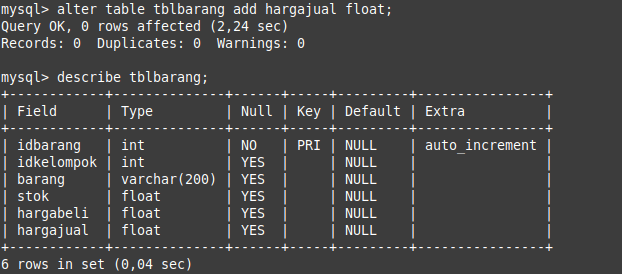 mysql> alter table tblbarang add hargajual float;
Query OK, 0 rows affected (2,24 sec)
Records: 0  Duplicates: 0  Warnings: 0

mysql> describe tblbarang;
+------------+--------------+------+-----+---------+----------------+
| Field      | Type         | Null | Key | Default | Extra          |
+------------+--------------+------+-----+---------+----------------+
| idbarang   | int          | NO   | PRI | NULL    | auto_increment |
| idkelompok | int          | YES  |     | NULL    |                |
| barang     | varchar(200) | YES  |     | NULL    |                |
| stok       | float        | YES  |     | NULL    |                |
| hargabeli  | float        | YES  |     | NULL    |                |
| hargajual  | float        | YES  |     | NULL    |                |
+------------+--------------+------+-----+---------+----------------+
6 rows in set (0,04 sec)